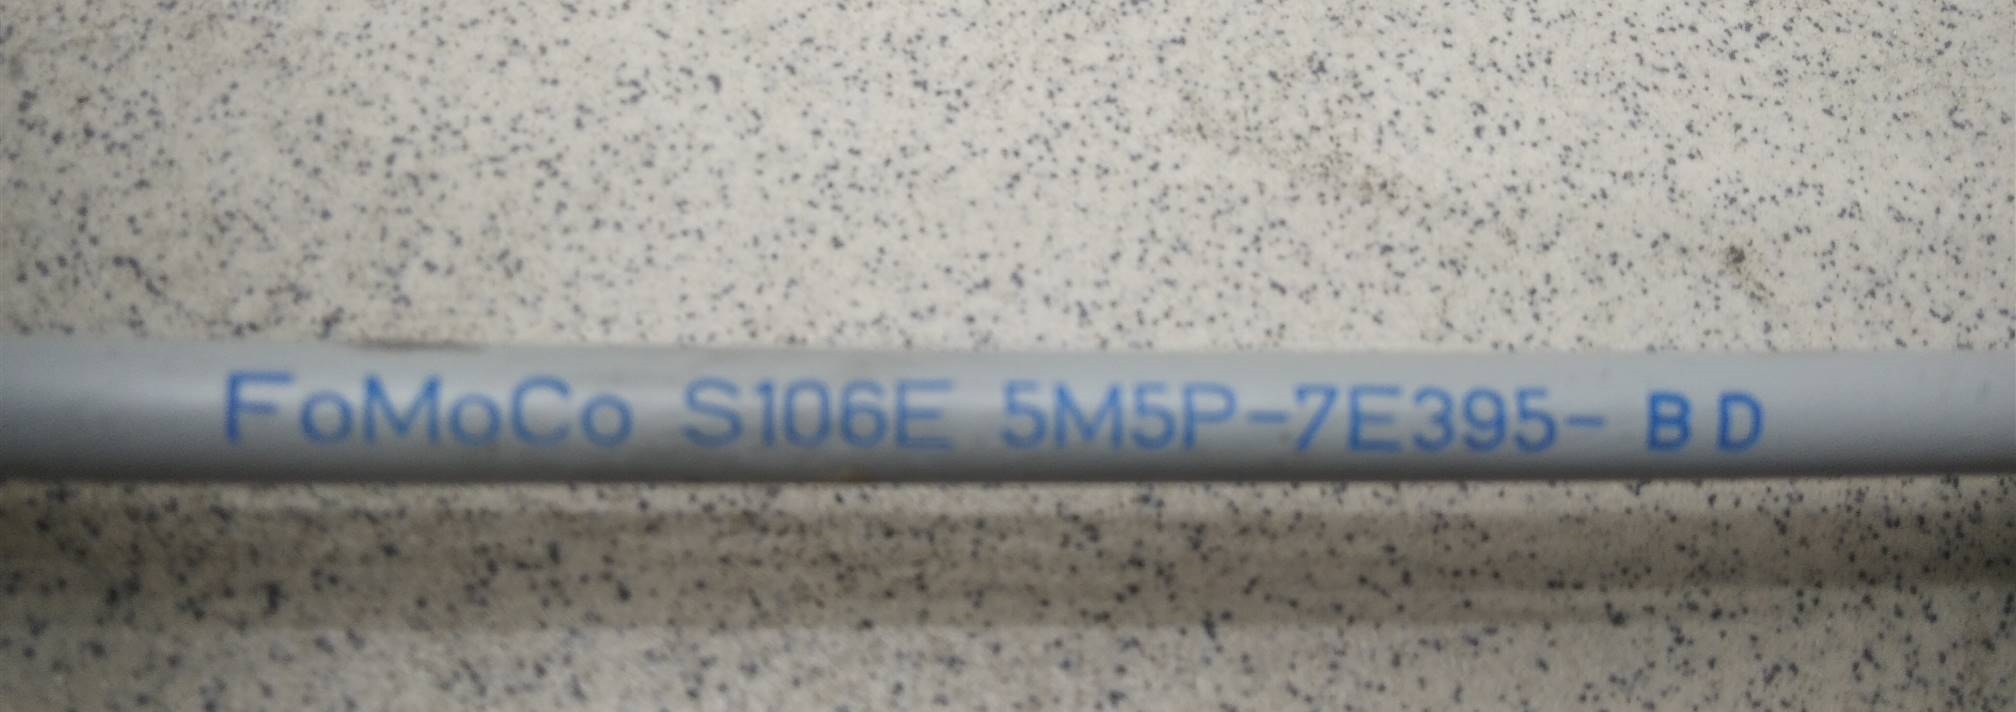 FoMoCo S106E 5M5P-7E395- BD